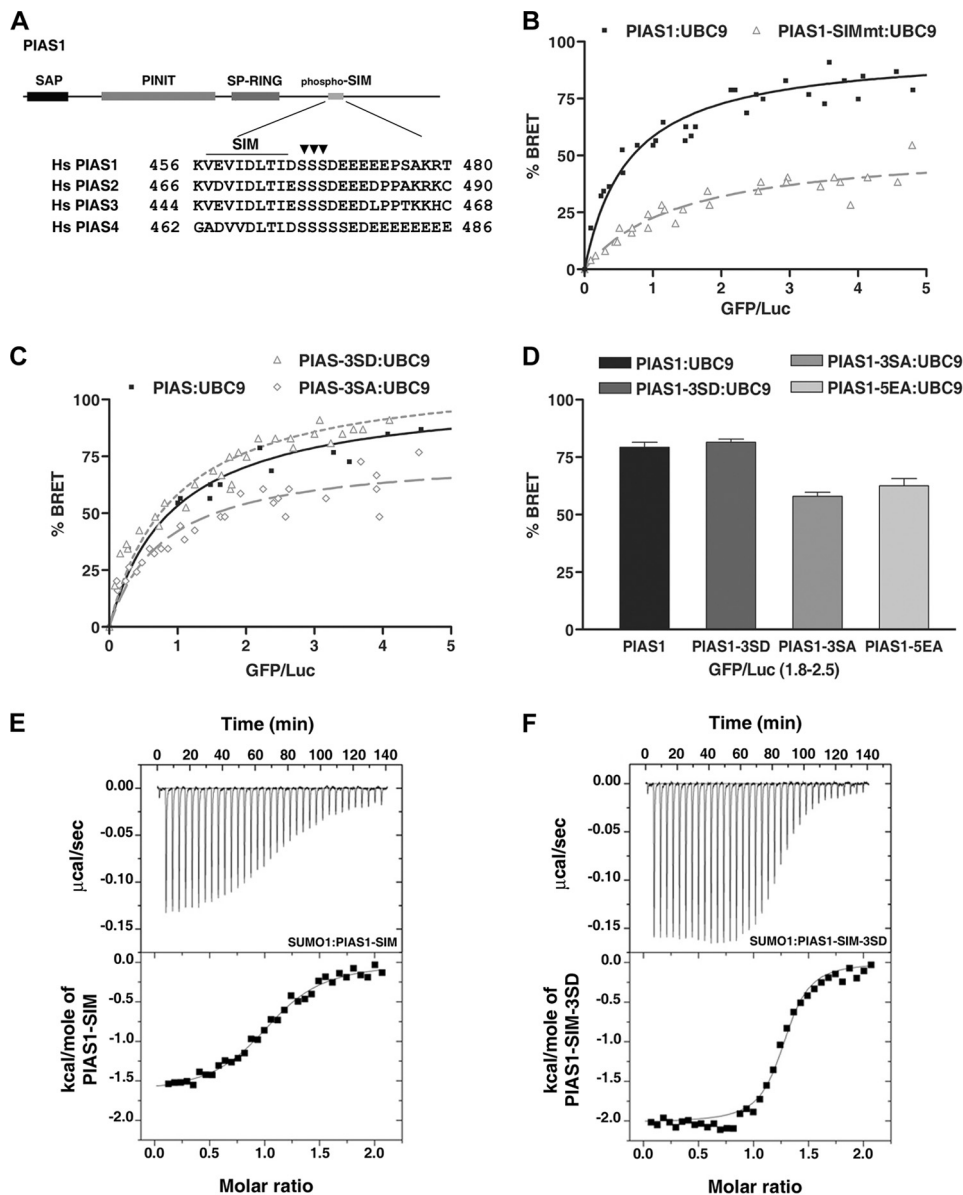 A
PIAS1
SAP PINIT SP-RING phospho-SIM
SIM
Hs PIAS1 456 KVEVIDLTIDSSSDEEEEEPSAKRT 480
Hs PIAS2 466 KVDVIDLTIESSSDEEEDPPAKRKC 490
Hs PIAS3 444 KVEVIDLTIESSSDEEDLPPTKKHC 468
Hs PIAS4 462 GADVVDLTIDSSSSSEDEEEEEEEE 486
B
PIAS1:UBC9 PIAS1-SIMmt:UBC9
% BRET
100
75
50
25
0
0 1 2 3 4 5
GFP/Luc
C
PIAS-3SD:UBC9
PIAS:UBC9 PIAS-3SA:UBC9
% BRET
100
75
50
25
0
0 1 2 3 4 5
GFP/Luc
D
PIAS1:UBC9 PIAS1-3SA:UBC9
PIAS1-3SD:UBC9 PIAS1-5EA:UBC9
% BRET
100
75
50
25
0
PIAS1 PIAS1-3SD PIAS1-3SA PIAS1-5EA
GFP/Luc (1.8-2.5)
E
Time (min)
0 20 40 60 80 100 120 140
0.00
-0.05
-0.10
-0.15
µcal/sec
SUMO1:PIAS1-SIM
0.0
-0.5
-1.0
-1.5
-2.0
kcal/mole of
PIAS1-SIM
0.0 0.5 1.0 1.5 2.0
Molar ratio
F
Time (min)
0 20 40 60 80 100 120 140
0.00
-0.05
-0.10
-0.15
µcal/sec
SUMO1:PIAS1-SIM-3SD
0.0
-0.5
-1.0
-1.5
-2.0
kcal/mole of
PIAS1-SIM-3SD
0.0 0.5 1.0 1.5 2.0
Molar ratio